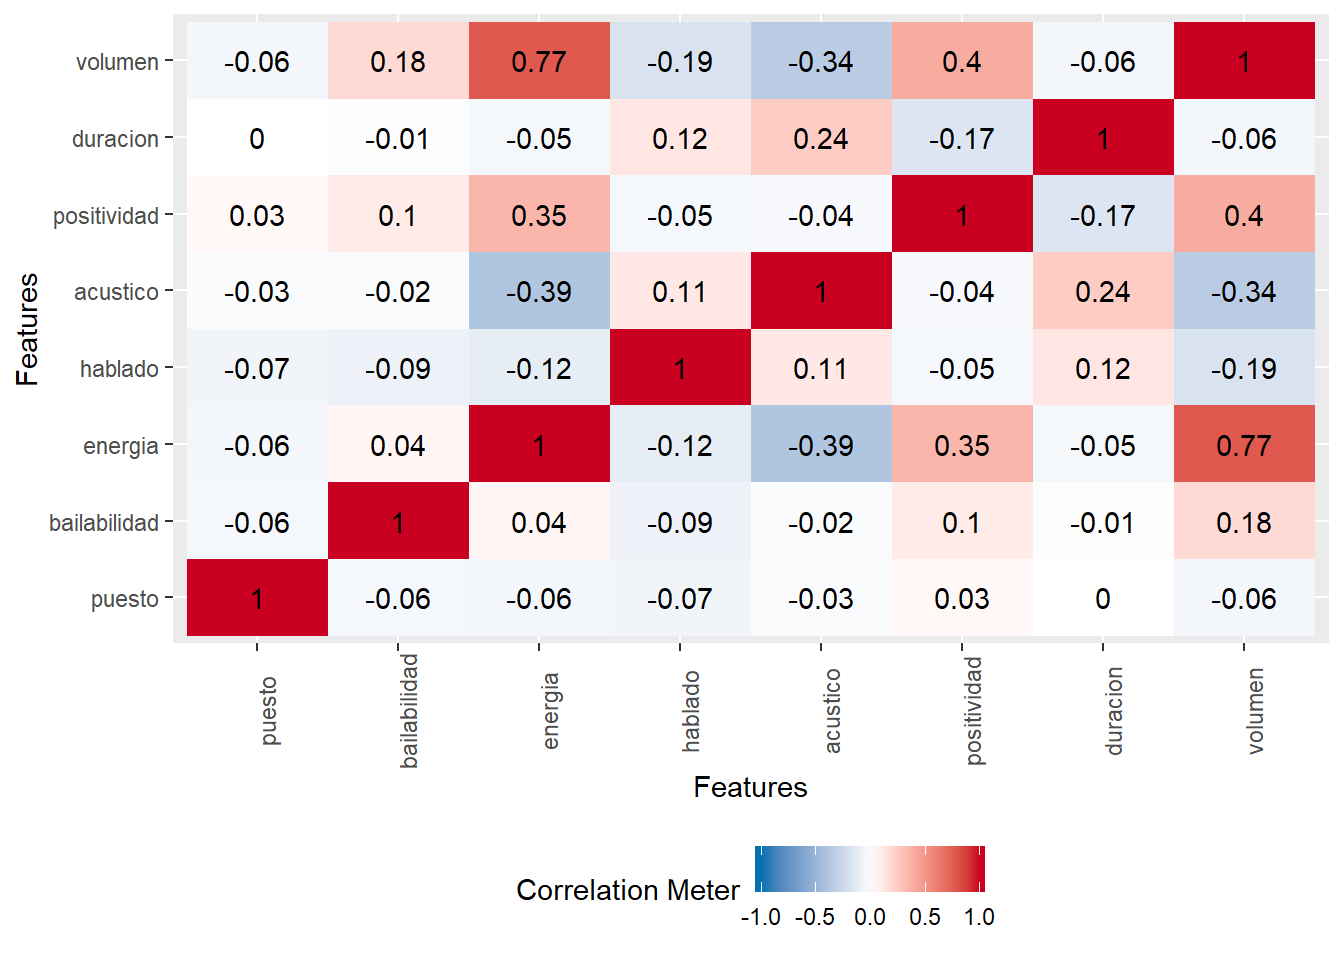 volumen -0.06 0.18 0.77 -0.19 -0.34 0.4 -0.06 1
duracion 0 -0.01 -0.05 0.12 0.24 -0.17 1 -0.06
positividad 0.03 0.1 0.35 -0.05 -0.04 1 -0.17 0.4
acustico -0.03 -0.02 -0.39 0.11 1 -0.04 0.24 -0.34
hablado -0.07 -0.09 -0.12 1 0.11 -0.05 0.12 -0.19
energia -0.06 0.04 1 -0.12 -0.39 0.35 -0.05 0.77
bailabilidad -0.06 1 0.04 -0.09 -0.02 0.1 -0.01 0.18
puesto 1 -0.06 -0.06 -0.07 -0.03 0.03 0 -0.06
Features
puesto bailabilidad energia hablado acustico positividad duracion volumen
Features
Correlation Meter
-1.0 -0.5 0.0 0.5 1.0